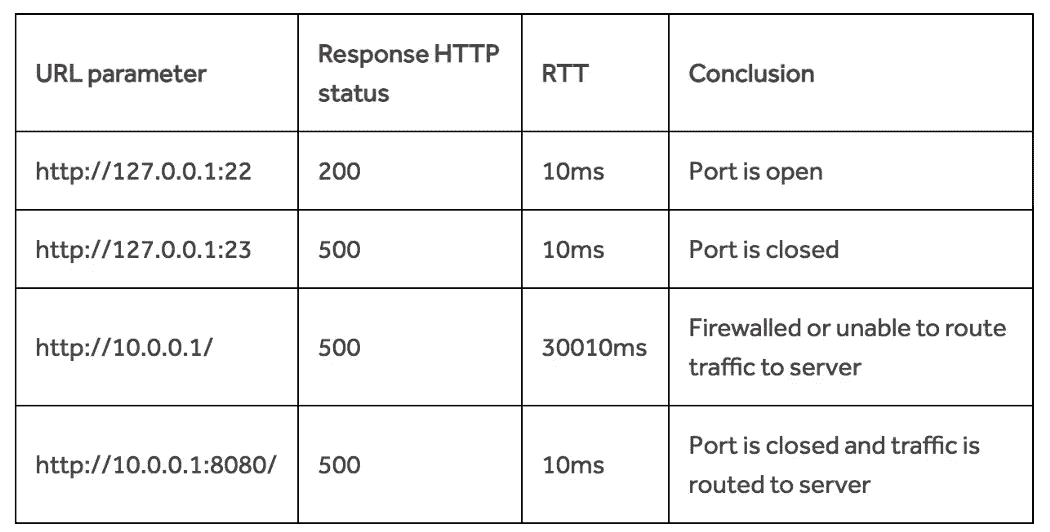 URL parameter
Response HTTP
status
RTT
Conclusion
http://127.0.0.1:22
200
10ms
Port is open
http://127.0.0.1:23
500
10ms
Port is closed
http://10.0.0.1/
500
30010ms
Firewalled or unable to route
traffic to server
http://10.0.0.1:8080/
500
10ms
Port is closed and traffic is
routed to server